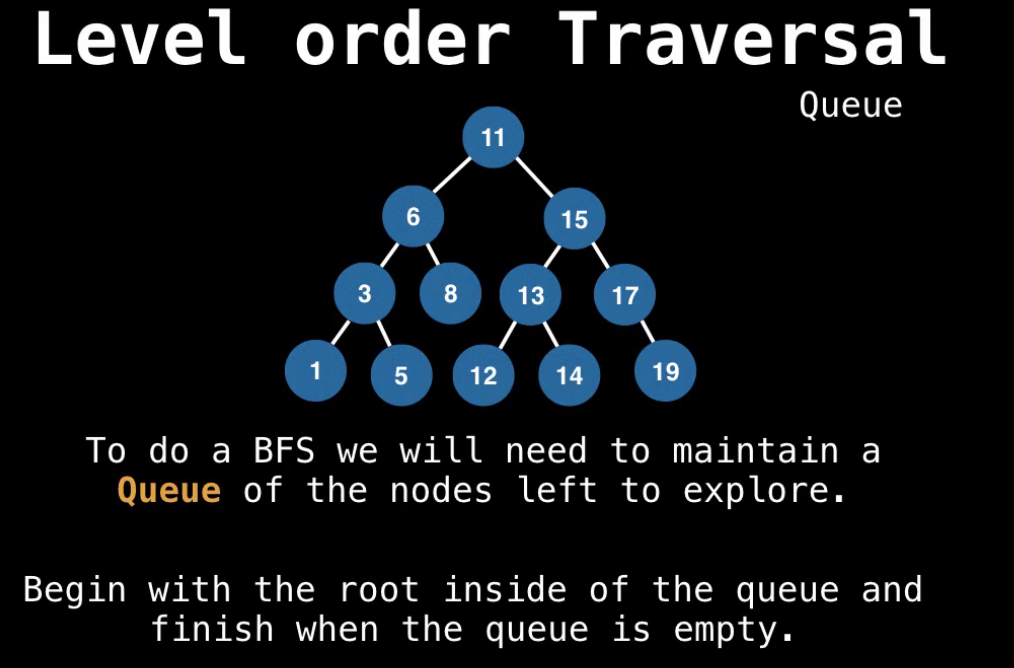 Level order Traversal
Queue
11
6 15
3 8 13 17
1 5 12 14 19
To do a BFS we will need to maintain a
Queue of the nodes left to explore.
Begin with the root inside of the queue and
finish when the queue is empty.